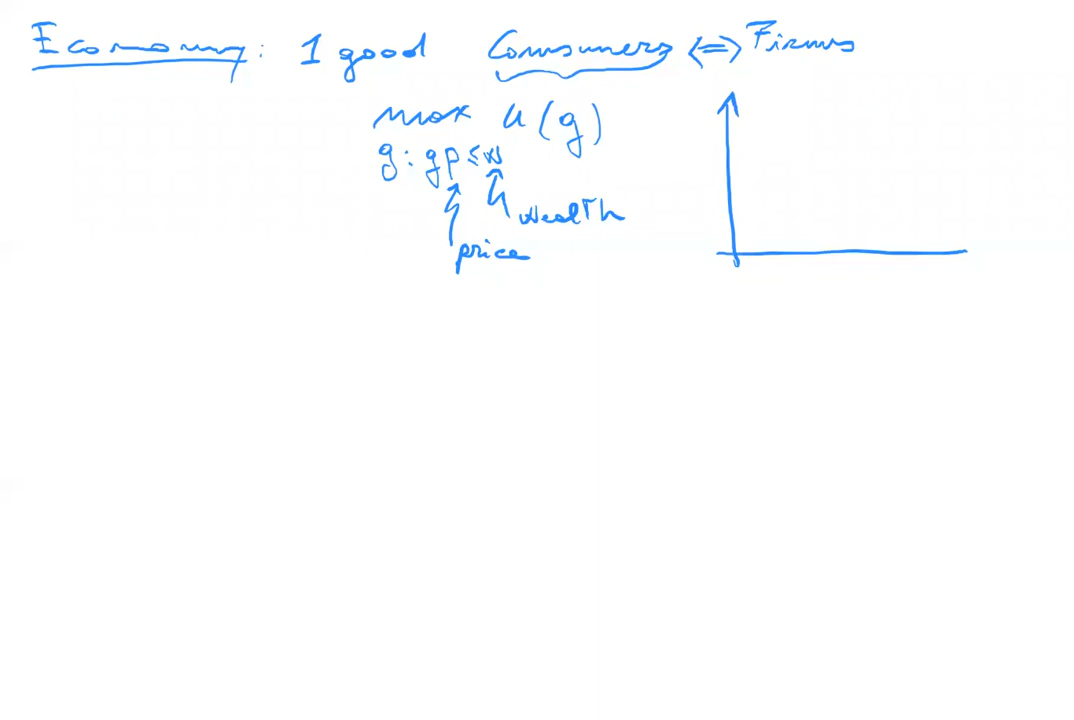 Economy: 1 good Consumers <=> Firms
max u(g)
g: gp ≤ w
wealth
price